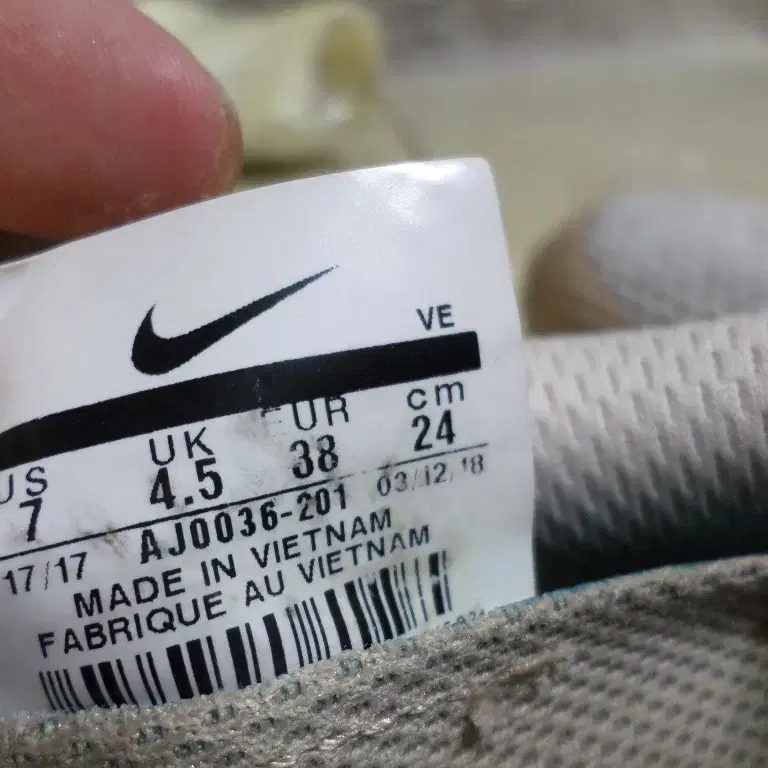 VE
US UK EUR cm
7 4.5 38 24
17/17 AJ0036-201 03/12/18
MADE IN VIETNAM
FABRIQUE AU VIETNAM